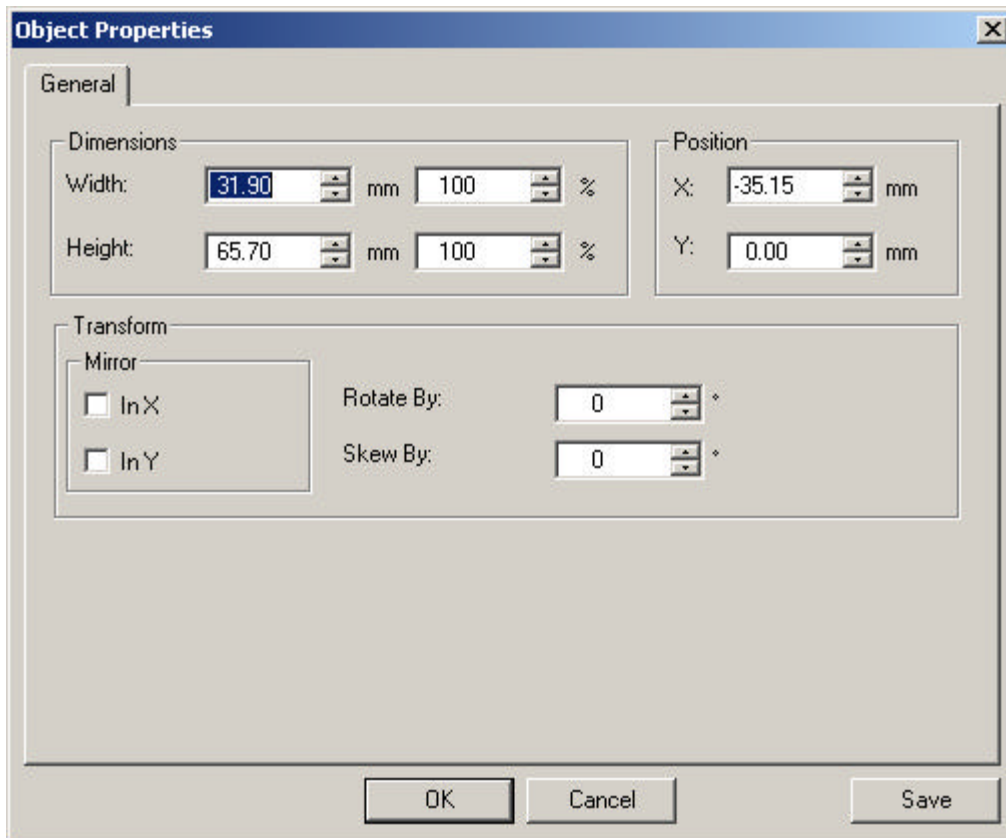 Object Properties
General
Dimensions
Width: 31.90 mm 100 %
Height: 65.70 mm 100 %
Position
X: -35.15 mm
Y: 0.00 mm
Transform
Mirror
In X
In Y
Rotate By: 0 °
Skew By: 0 °
OK Cancel Save